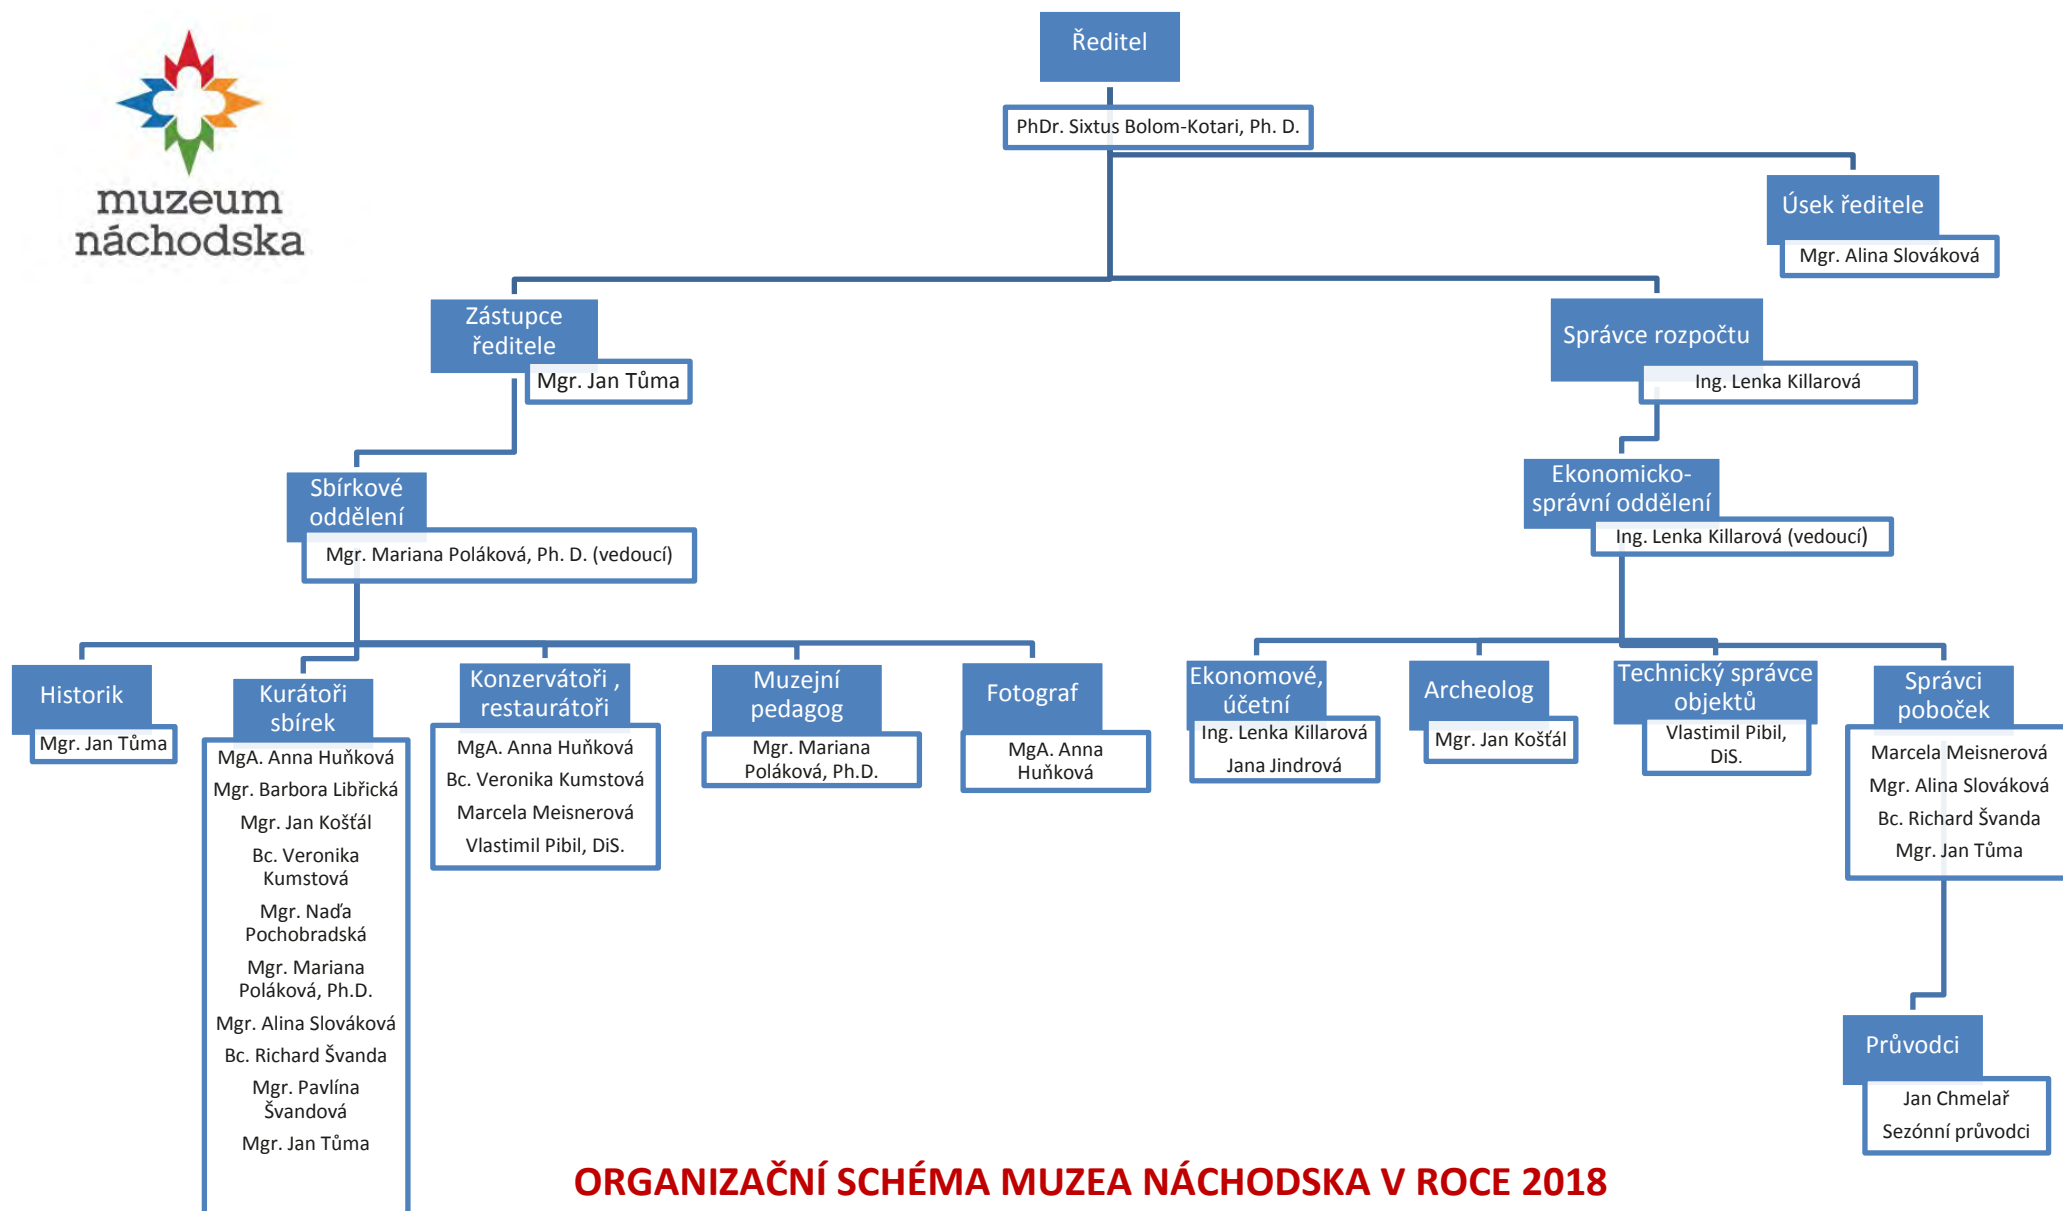 muzeum
náchodska
Ředitel
PhDr. Sixtus Bolom-Kotari, Ph. D.
Úsek ředitele
Mgr. Alina Slováková
Zástupce
ředitele
Mgr. Jan Tůma
Správce rozpočtu
Ing. Lenka Killarová
Sbírkové
oddělení
Mgr. Mariana Poláková, Ph. D. (vedoucí)
Ekonomicko-
správní oddělení
Ing. Lenka Killarová (vedoucí)
Historik
Mgr. Jan Tůma
Kurátoři
sbírek
MgA. Anna Huňková
Mgr. Barbora Libřická
Mgr. Jan Košťál
Bc. Veronika
Kumstová
Mgr. Naďa
Pochobradská
Mgr. Mariana
Poláková, Ph.D.
Mgr. Alina Slováková
Bc. Richard Švanda
Mgr. Pavlína
Švandová
Mgr. Jan Tůma
Konzervátoři ,
restaurátoři
MgA. Anna Huňková
Bc. Veronika Kumstová
Marcela Meisnerová
Vlastimil Pibil, DiS.
Muzejní
pedagog
Mgr. Mariana
Poláková, Ph.D.
Fotograf
MgA. Anna
Huňková
Ekonomové,
účetní
Ing. Lenka Killarová
Jana Jindrová
Archeolog
Mgr. Jan Košťál
Technický správce
objektů
Vlastimil Pibil,
DiS.
Správci
poboček
Marcela Meisnerová
Mgr. Alina Slováková
Bc. Richard Švanda
Mgr. Jan Tůma
Průvodci
Jan Chmelař
Sezónní průvodci
ORGANIZAČNÍ SCHÉMA MUZEA NÁCHODSKA V ROCE 2018